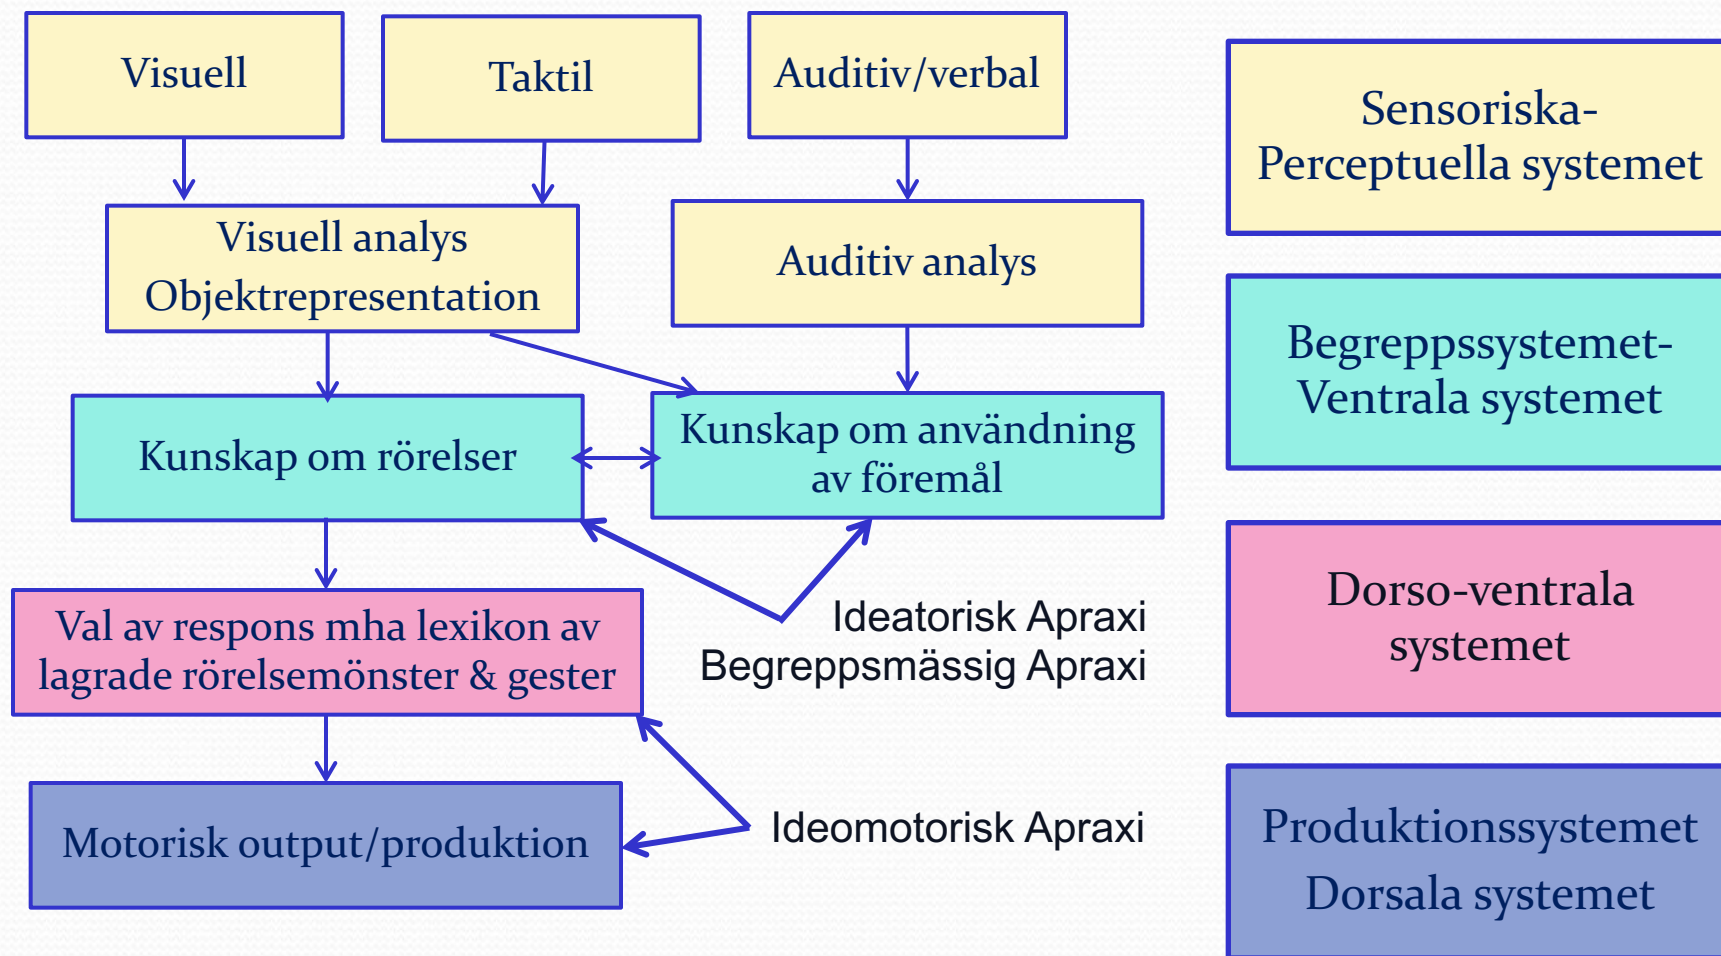 Visuell
Taktil
Auditiv/verbal
Visuell analys
Objektrepresentation
Auditiv analys
Kunskap om rörelser
Kunskap om användning
av föremål
Ideatorisk Apraxi
Begreppsmässig Apraxi
Val av respons mha lexikon av
lagrade rörelsemönster & gester
Ideomotorisk Apraxi
Motorisk output/produktion
Sensoriska-
Perceptuella systemet
Begreppssystemet-
Ventrala systemet
Dorso-ventrala
systemet
Produktionssystemet
Dorsala systemet